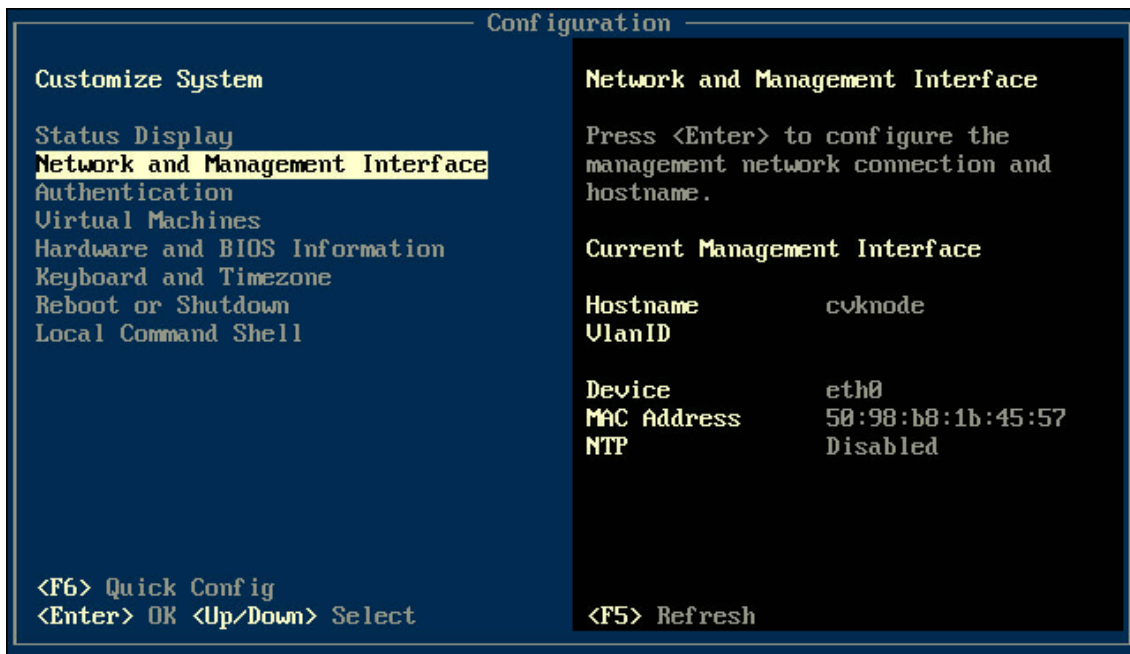 Configuration
Customize System
Status Display
Network and Management Interface
Authentication
Virtual Machines
Hardware and BIOS Information
Keyboard and Timezone
Reboot or Shutdown
Local Command Shell
<F6> Quick Config
<Enter> OK <Up/Down> Select
Network and Management Interface
Press <Enter> to configure the
management network connection and
hostname.
Current Management Interface
Hostname cvknode
VlanID
Device eth0
MAC Address 50:98:b8:1b:45:57
NTP Disabled
<F5> Refresh